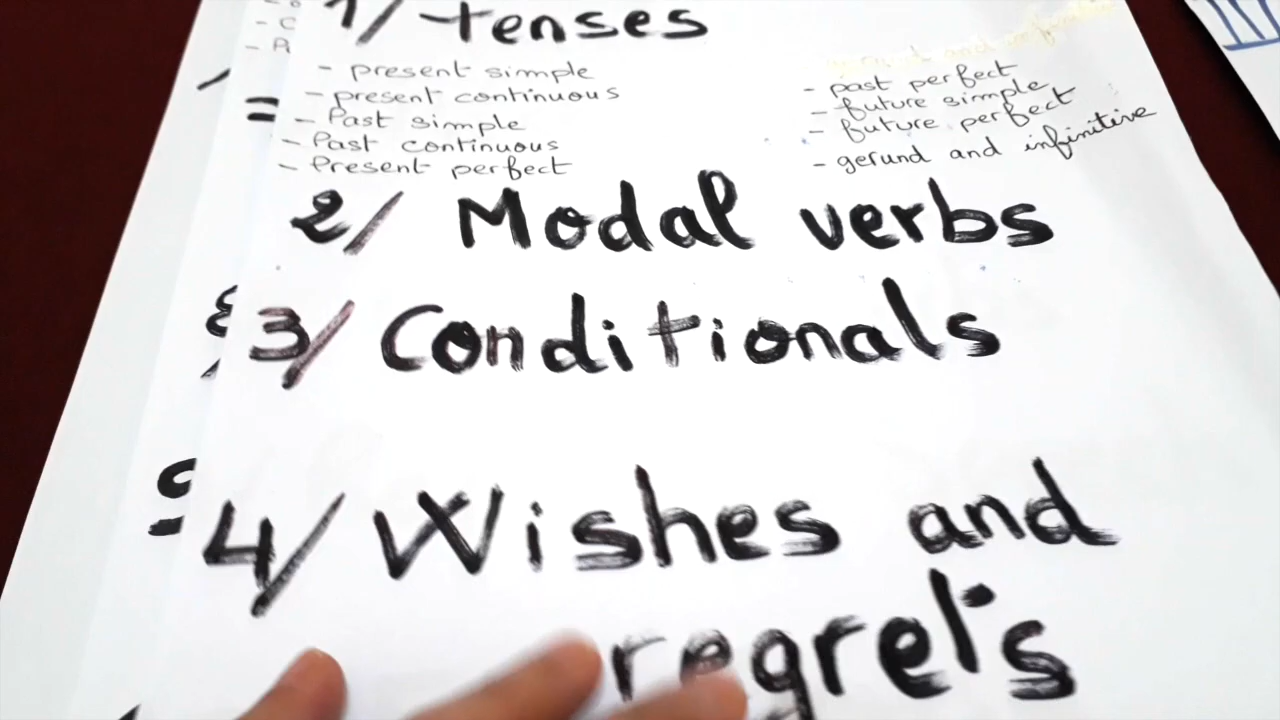 1/ tenses
- present simple
- present continuous
- Past simple
- Past continuous
- Present perfect
- past perfect
- future simple
- future perfect
- gerund and infinitive
2/ Modal verbs
3/ Conditionals
4/ Wishes and
regrets